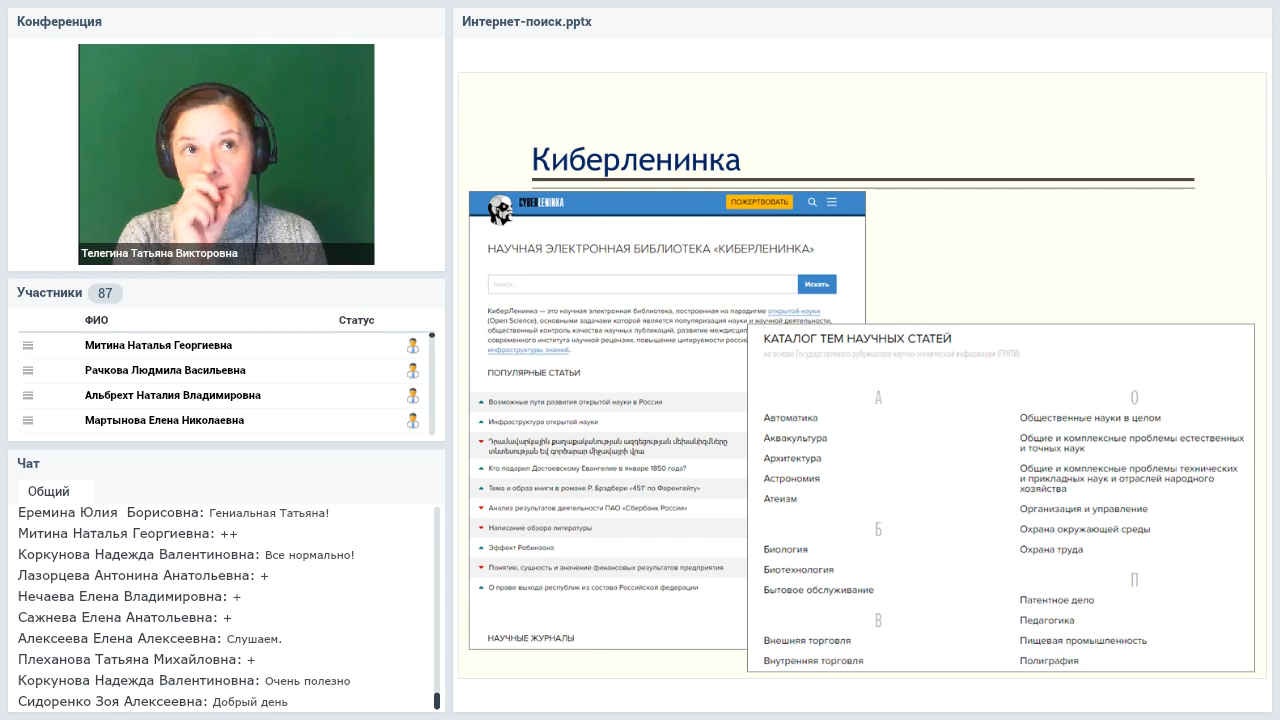 Конференция
Телегина Татьяна Викторовна
Участники 87
ФИО Статус
Митина Наталья Георгиевна
Рачкова Людмила Васильевна
Альбрехт Наталия Владимировна
Мартынова Елена Николаевна
Чат
Общий
Еремина Юлия Борисовна: Гениальная Татьяна!
Митина Наталья Георгиевна: ++
Коркунова Надежда Валентиновна: Все нормально!
Лазорцева Антонина Анатольевна: +
Нечаева Елена Владимировна: +
Сажнева Елена Анатольевна: +
Алексеева Елена Алексеевна: Слушаем.
Плеханова Татьяна Михайловна: +
Коркунова Надежда Валентиновна: Очень полезно
Сидоренко Зоя Алексеевна: Добрый день
Интернет-поиск.pptx
Киберленинка
CYBERLENINKA
ПОЖЕРТВОВАТЬ
НАУЧНАЯ ЭЛЕКТРОННАЯ БИБЛИОТЕКА «КИБЕРЛЕНИНКА»
поиск...
Искать
КиберЛенинка — это научная электронная библиотека, построенная на парадигме открытой науки
(Open Science), основными задачами которой является популяризация науки и научной деятельности,
общественный контроль качества научных публикаций, развитие междисци
современного института научной рецензии, повышение цитируемости росси
инфраструктуры знаний.
ПОПУЛЯРНЫЕ СТАТЬИ
Возможные пути развития открытой науки в России
Инфраструктура открытой науки
Դրամավարկային քաղաքականության ազդեցության մեխանիզմները
տնտեսության եվ գործարար միջավայրի վրա
Кто подарил Достоевскому Евангелие в январе 1850 года?
Тема и образ книги в романе Р. Брэдбери «451° по Фаренгейту»
Анализ результатов деятельности ПАО «Сбербанк России»
Написание обзора литературы
Эффект Робинзона
Понятие, сущность и значение финансовых результатов предприятия
О праве выхода республик из состава Российской федерации
НАУЧНЫЕ ЖУРНАЛЫ
КАТАЛОГ ТЕМ НАУЧНЫХ СТАТЕЙ
на основе Государственного рубрикатора научно-технической информации (ГРНТИ)
А
Автоматика
Аквакультура
Архитектура
Астрономия
Атеизм
Б
Биология
Биотехнология
Бытовое обслуживание
В
Внешняя торговля
Внутренняя торговля
О
Общественные науки в целом
Общие и комплексные проблемы естественных
и точных наук
Общие и комплексные проблемы технических
и прикладных наук и отраслей народного
хозяйства
Организация и управление
Охрана окружающей среды
Охрана труда
П
Патентное дело
Педагогика
Пищевая промышленность
Полиграфия